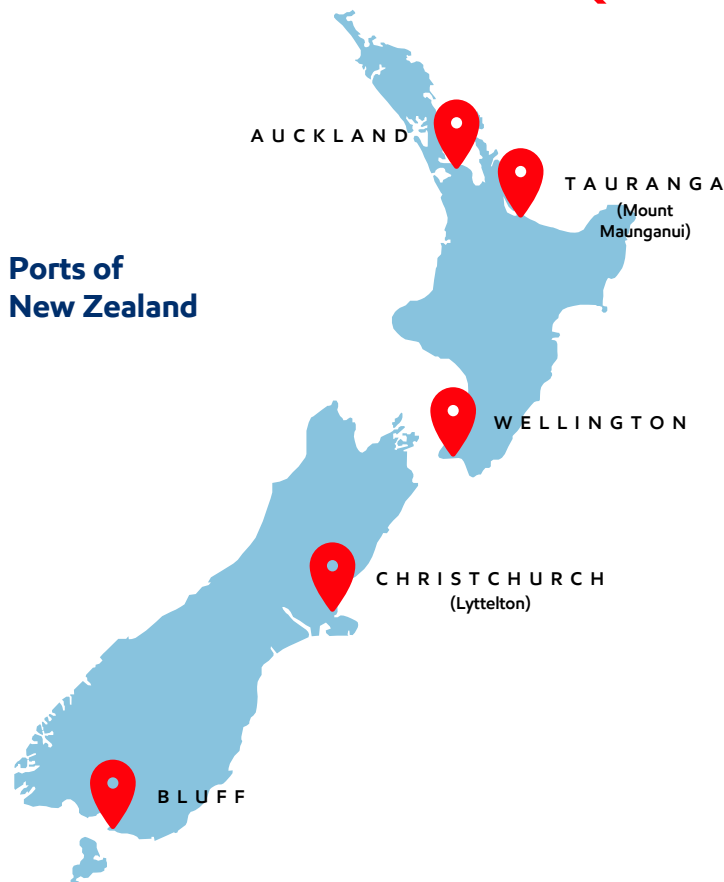 AUCKLAND
TAURANGA
(Mount
Maunganui)
Ports of
New Zealand
WELLINGTON
CHRISTCHURCH
(Lyttelton)
BLUFF